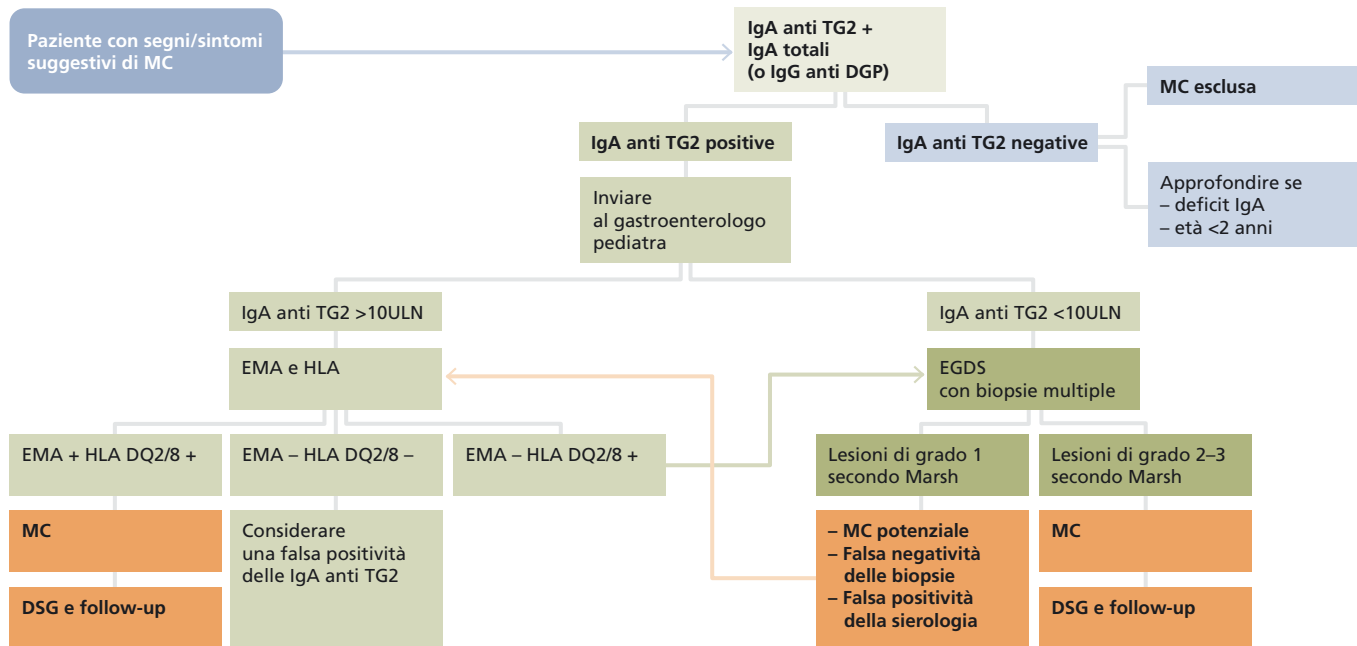 Paziente con segni/sintomi
suggestivi di MC
IgA anti TG2 +
IgA totali
(o IgG anti DGP)
MC esclusa
IgA anti TG2 positive
IgA anti TG2 negative
Approfondire se
– deficit IgA
– età <2 anni
Inviare
al gastroenterologo
pediatra
IgA anti TG2 >10ULN
IgA anti TG2 <10ULN
EMA e HLA
EGDS
con biopsie multiple
EMA + HLA DQ2/8 +
EMA – HLA DQ2/8 –
EMA – HLA DQ2/8 +
Lesioni di grado 1
secondo Marsh
Lesioni di grado 2–3
secondo Marsh
MC
Considerare
una falsa positività
delle IgA anti TG2
– MC potenziale
– Falsa negatività
delle biopsie
– Falsa positività
della sierologia
MC
DSG e follow-up
DSG e follow-up